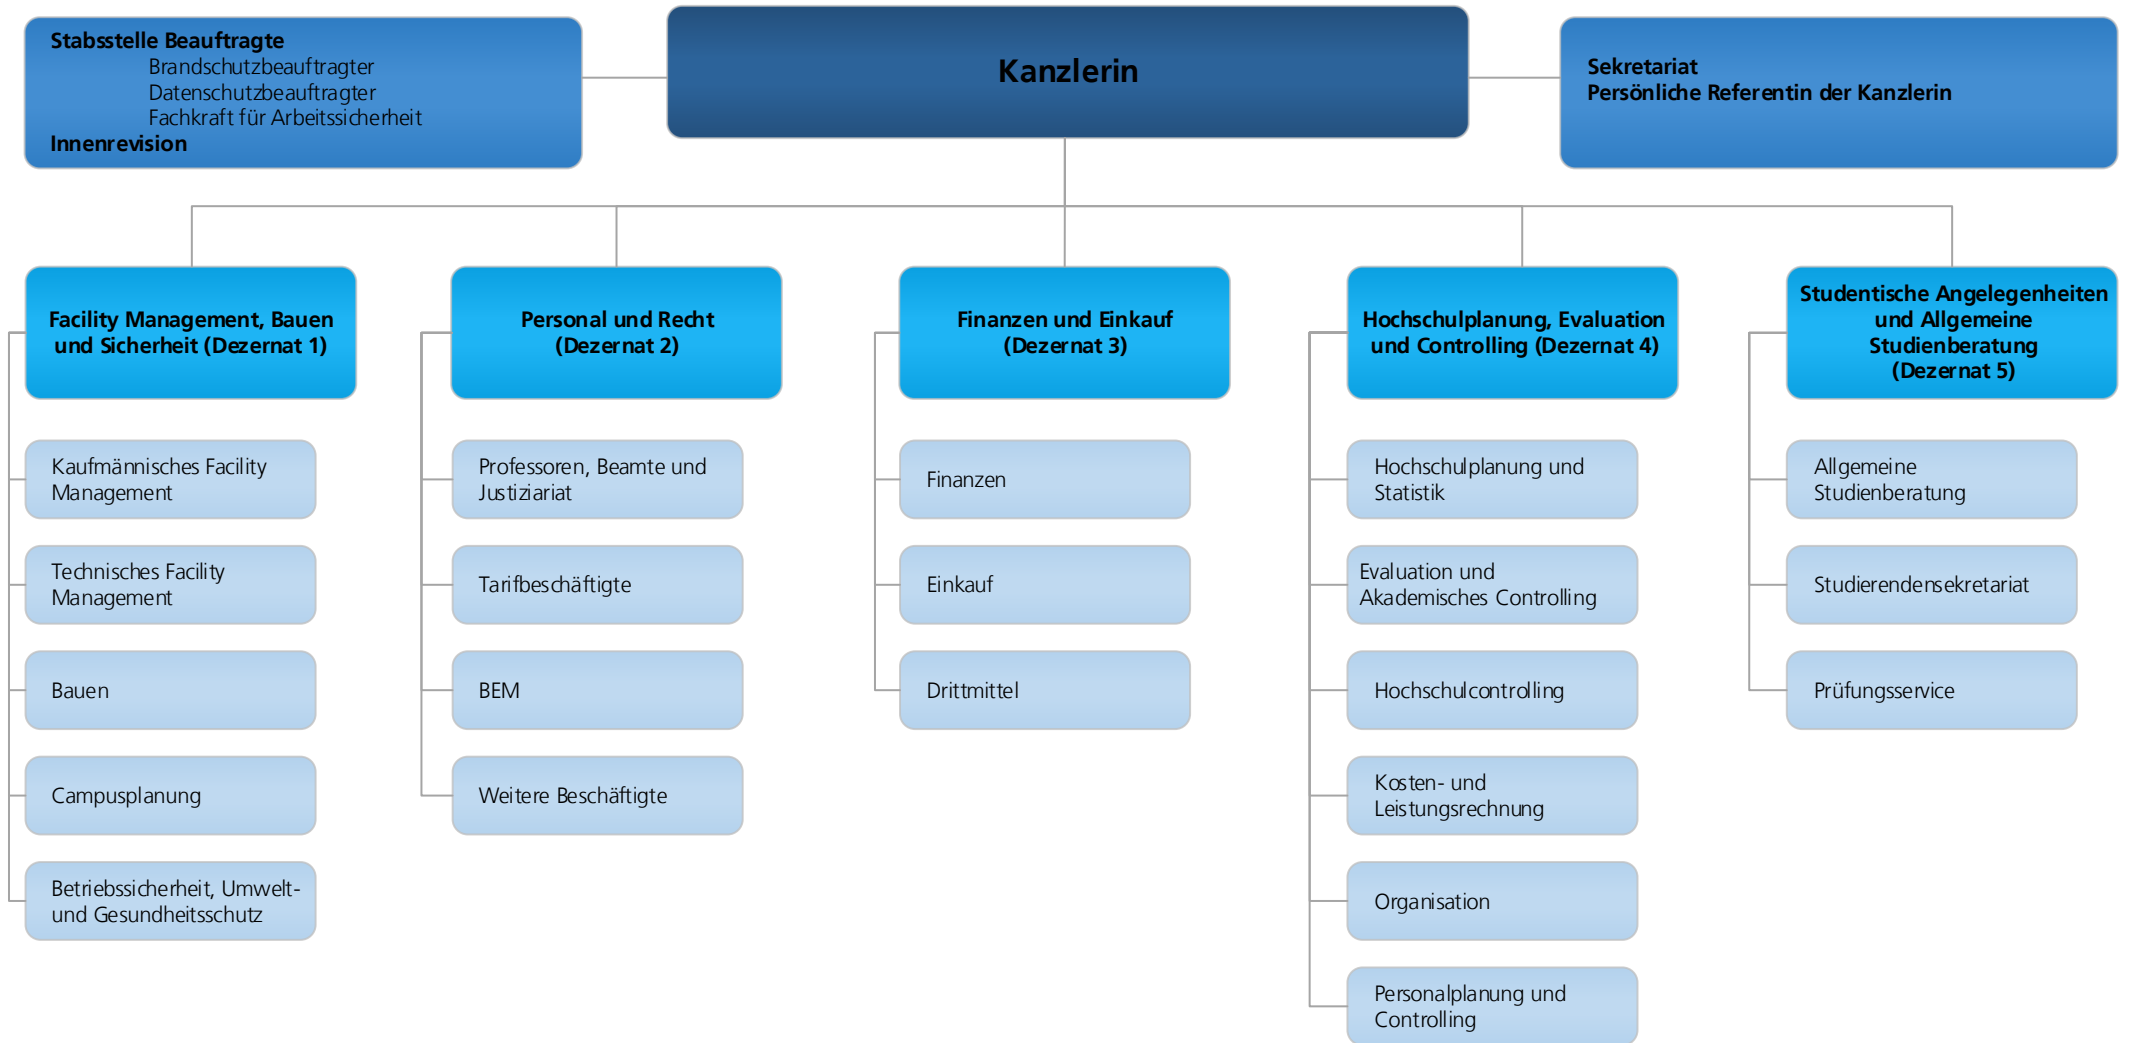 Stabsstelle Beauftragte
Brandschutzbeauftragter
Datenschutzbeauftragter
Fachkraft für Arbeitssicherheit
Innenrevision
Kanzlerin
Sekretariat
Persönliche Referentin der Kanzlerin
Facility Management, Bauen
und Sicherheit (Dezernat 1)
Kaufmännisches Facility
Management
Technisches Facility
Management
Bauen
Campusplanung
Betriebssicherheit, Umwelt-
und Gesundheitsschutz
Personal und Recht
(Dezernat 2)
Professoren, Beamte und
Justiziariat
Tarifbeschäftigte
BEM
Weitere Beschäftigte
Finanzen und Einkauf
(Dezernat 3)
Finanzen
Einkauf
Drittmittel
Hochschulplanung, Evaluation
und Controlling (Dezernat 4)
Hochschulplanung und
Statistik
Evaluation und
Akademisches Controlling
Hochschulcontrolling
Kosten- und
Leistungsrechnung
Organisation
Personalplanung und
Controlling
Studentische Angelegenheiten
und Allgemeine
Studienberatung
(Dezernat 5)
Allgemeine
Studienberatung
Studierendensekretariat
Prüfungsservice